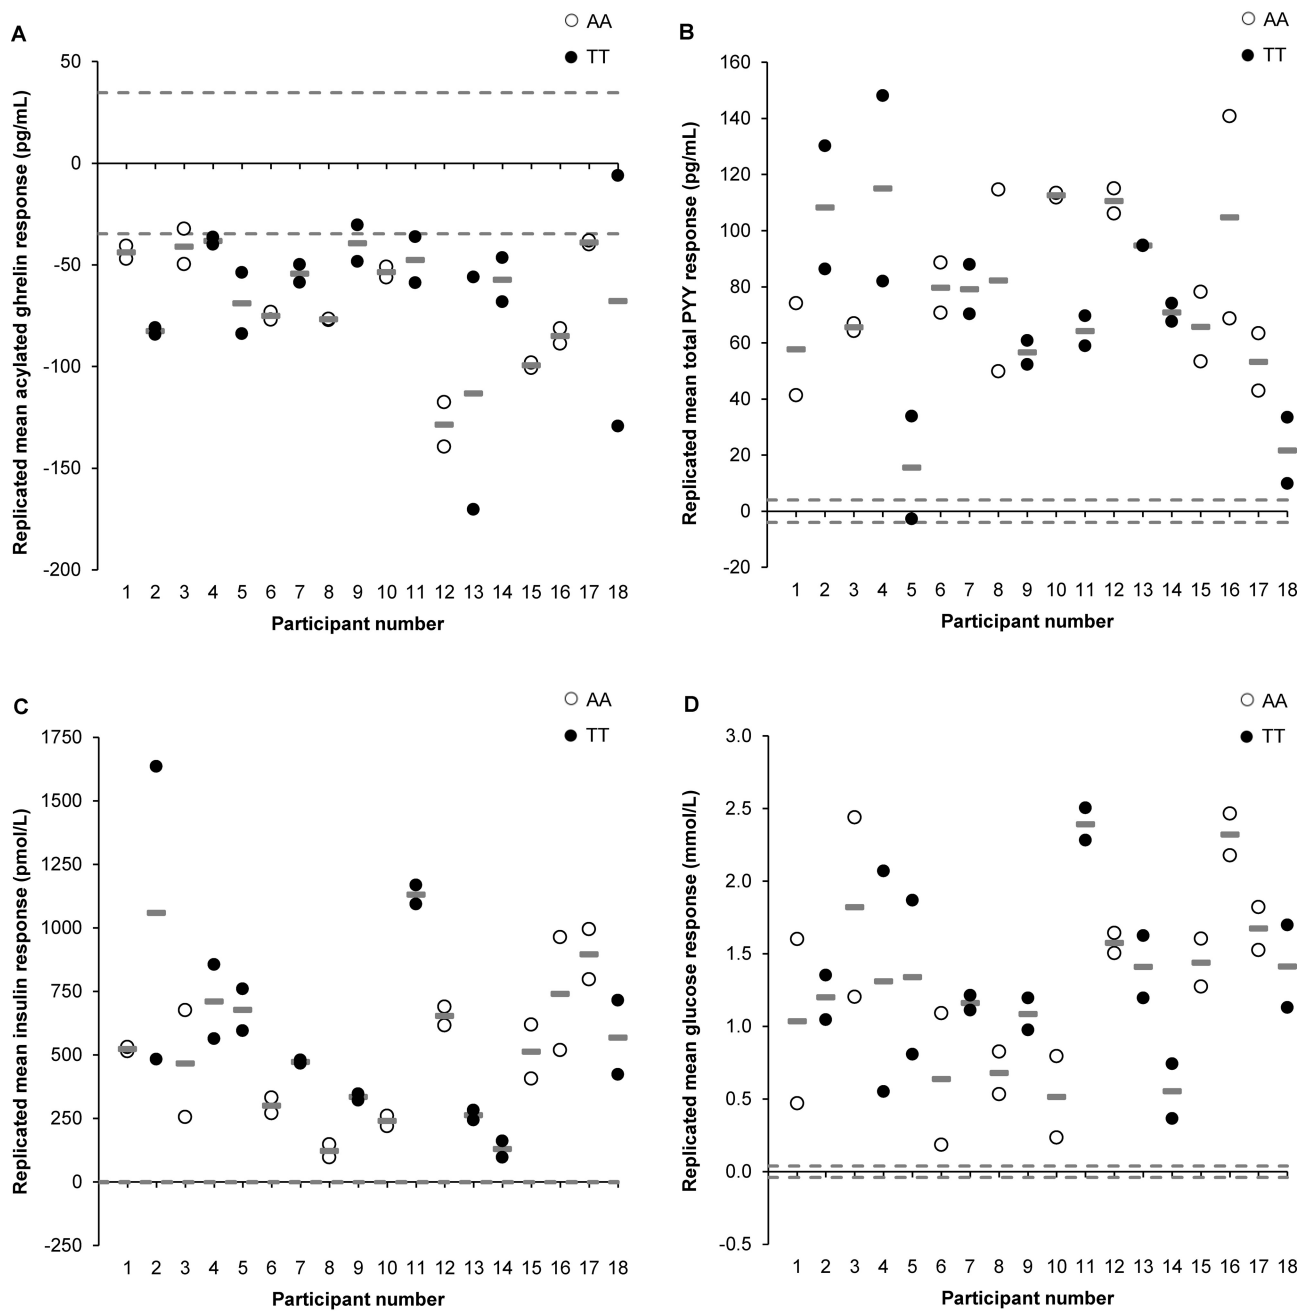 A
AA
TT
Replicated mean acylated ghrelin response (pg/mL)
50
0
-50
-100
-150
-200
1 2 3 4 5 6 7 8 9 10 11 12 13 14 15 16 17 18
Participant number
B
AA
TT
Replicated mean total PYY response (pg/mL)
160
140
120
100
80
60
40
20
0
-20
1 2 3 4 5 6 7 8 9 10 11 12 13 14 15 16 17 18
Participant number
C
AA
TT
Replicated mean insulin response (pmol/L)
1750
1500
1250
1000
750
500
250
0
-250
1 2 3 4 5 6 7 8 9 10 11 12 13 14 15 16 17 18
Participant number
D
AA
TT
Replicated mean glucose response (mmol/L)
3.0
2.5
2.0
1.5
1.0
0.5
0.0
-0.5
1 2 3 4 5 6 7 8 9 10 11 12 13 14 15 16 17 18
Participant number